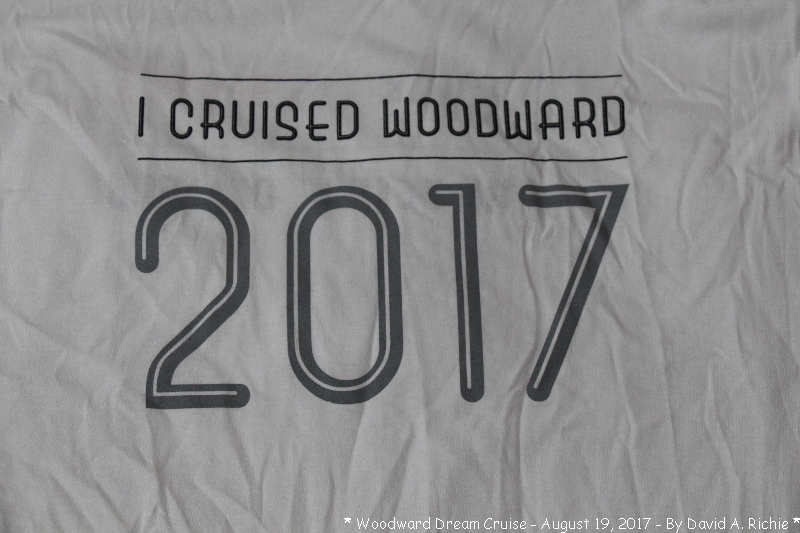 I CRUISED WOODWARD
2017
* Woodward Dream Cruise - August 19, 2017 - By David A. Richie *